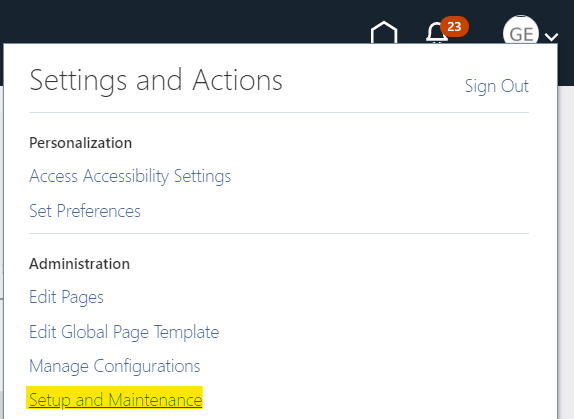 23
GE
Settings and Actions
Sign Out
Personalization
Access Accessibility Settings
Set Preferences
Administration
Edit Pages
Edit Global Page Template
Manage Configurations
Setup and Maintenance